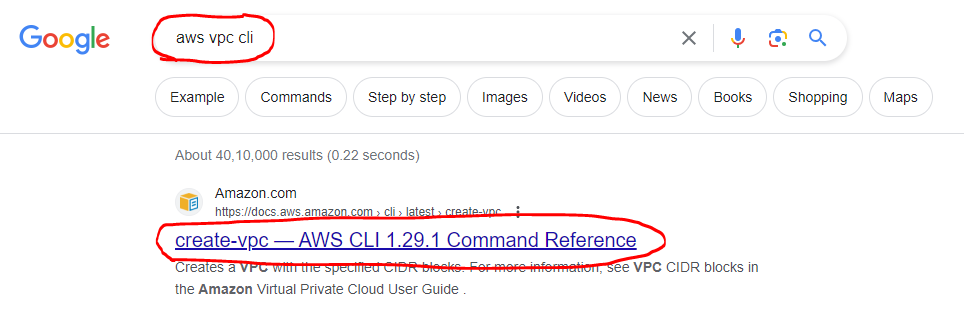 Google
aws vpc cli
Example Commands Step by step Images Videos News Books Shopping Maps
About 40,10,000 results (0.22 seconds)
Amazon.com
https://docs.aws.amazon.com › cli › latest › create-vpc
create-vpc — AWS CLI 1.29.1 Command Reference
Creates a VPC with the specified CIDR blocks. For more information, see VPC CIDR blocks in
the Amazon Virtual Private Cloud User Guide .